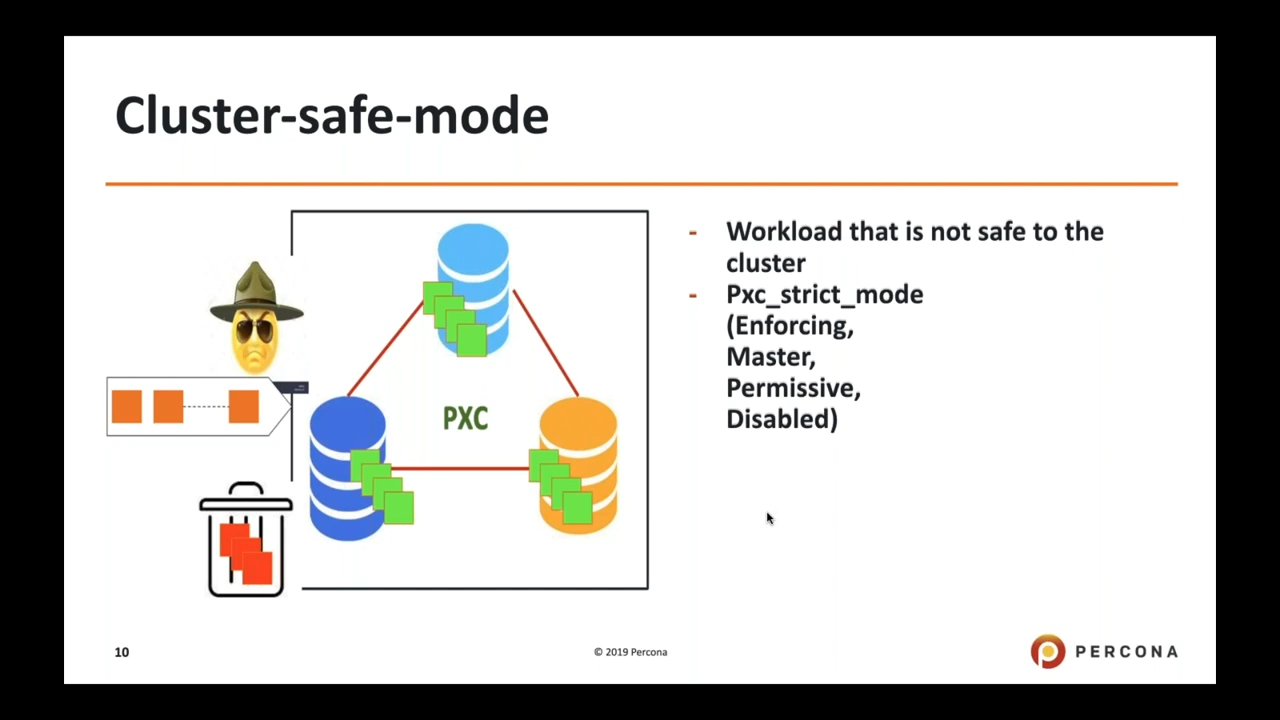 Cluster-safe-mode
PXC
- Workload that is not safe to the
cluster
- Pxc_strict_mode
(Enforcing,
Master,
Permissive,
Disabled)
10
© 2019 Percona
PERCONA